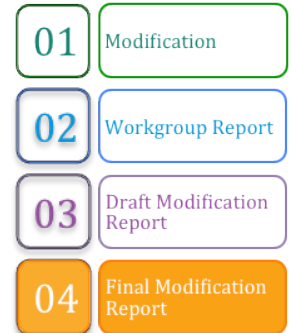 01
Modification
02
Workgroup Report
03
Draft Modification
Report
04
Final Modification
Report